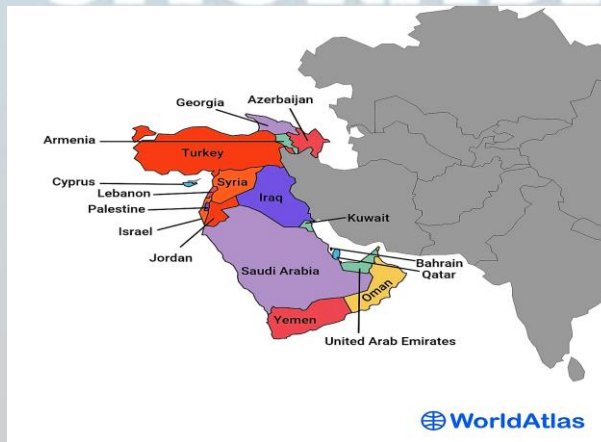 Georgia
Azerbaijan
Armenia
Turkey
Cyprus
Syria
Lebanon
Iraq
Palestine
Kuwait
Israel
Jordan
Bahrain
Saudi Arabia
Qatar
Oman
Yemen
United Arab Emirates
WorldAtlas